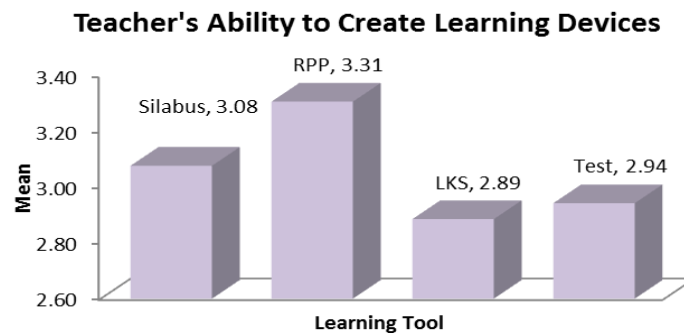 Teacher's Ability to Create Learning Devices
3.40
3.20
3.00
2.80
2.60
Mean
Silabus, 3.08
RPP, 3.31
LKS, 2.89
Test, 2.94
Learning Tool